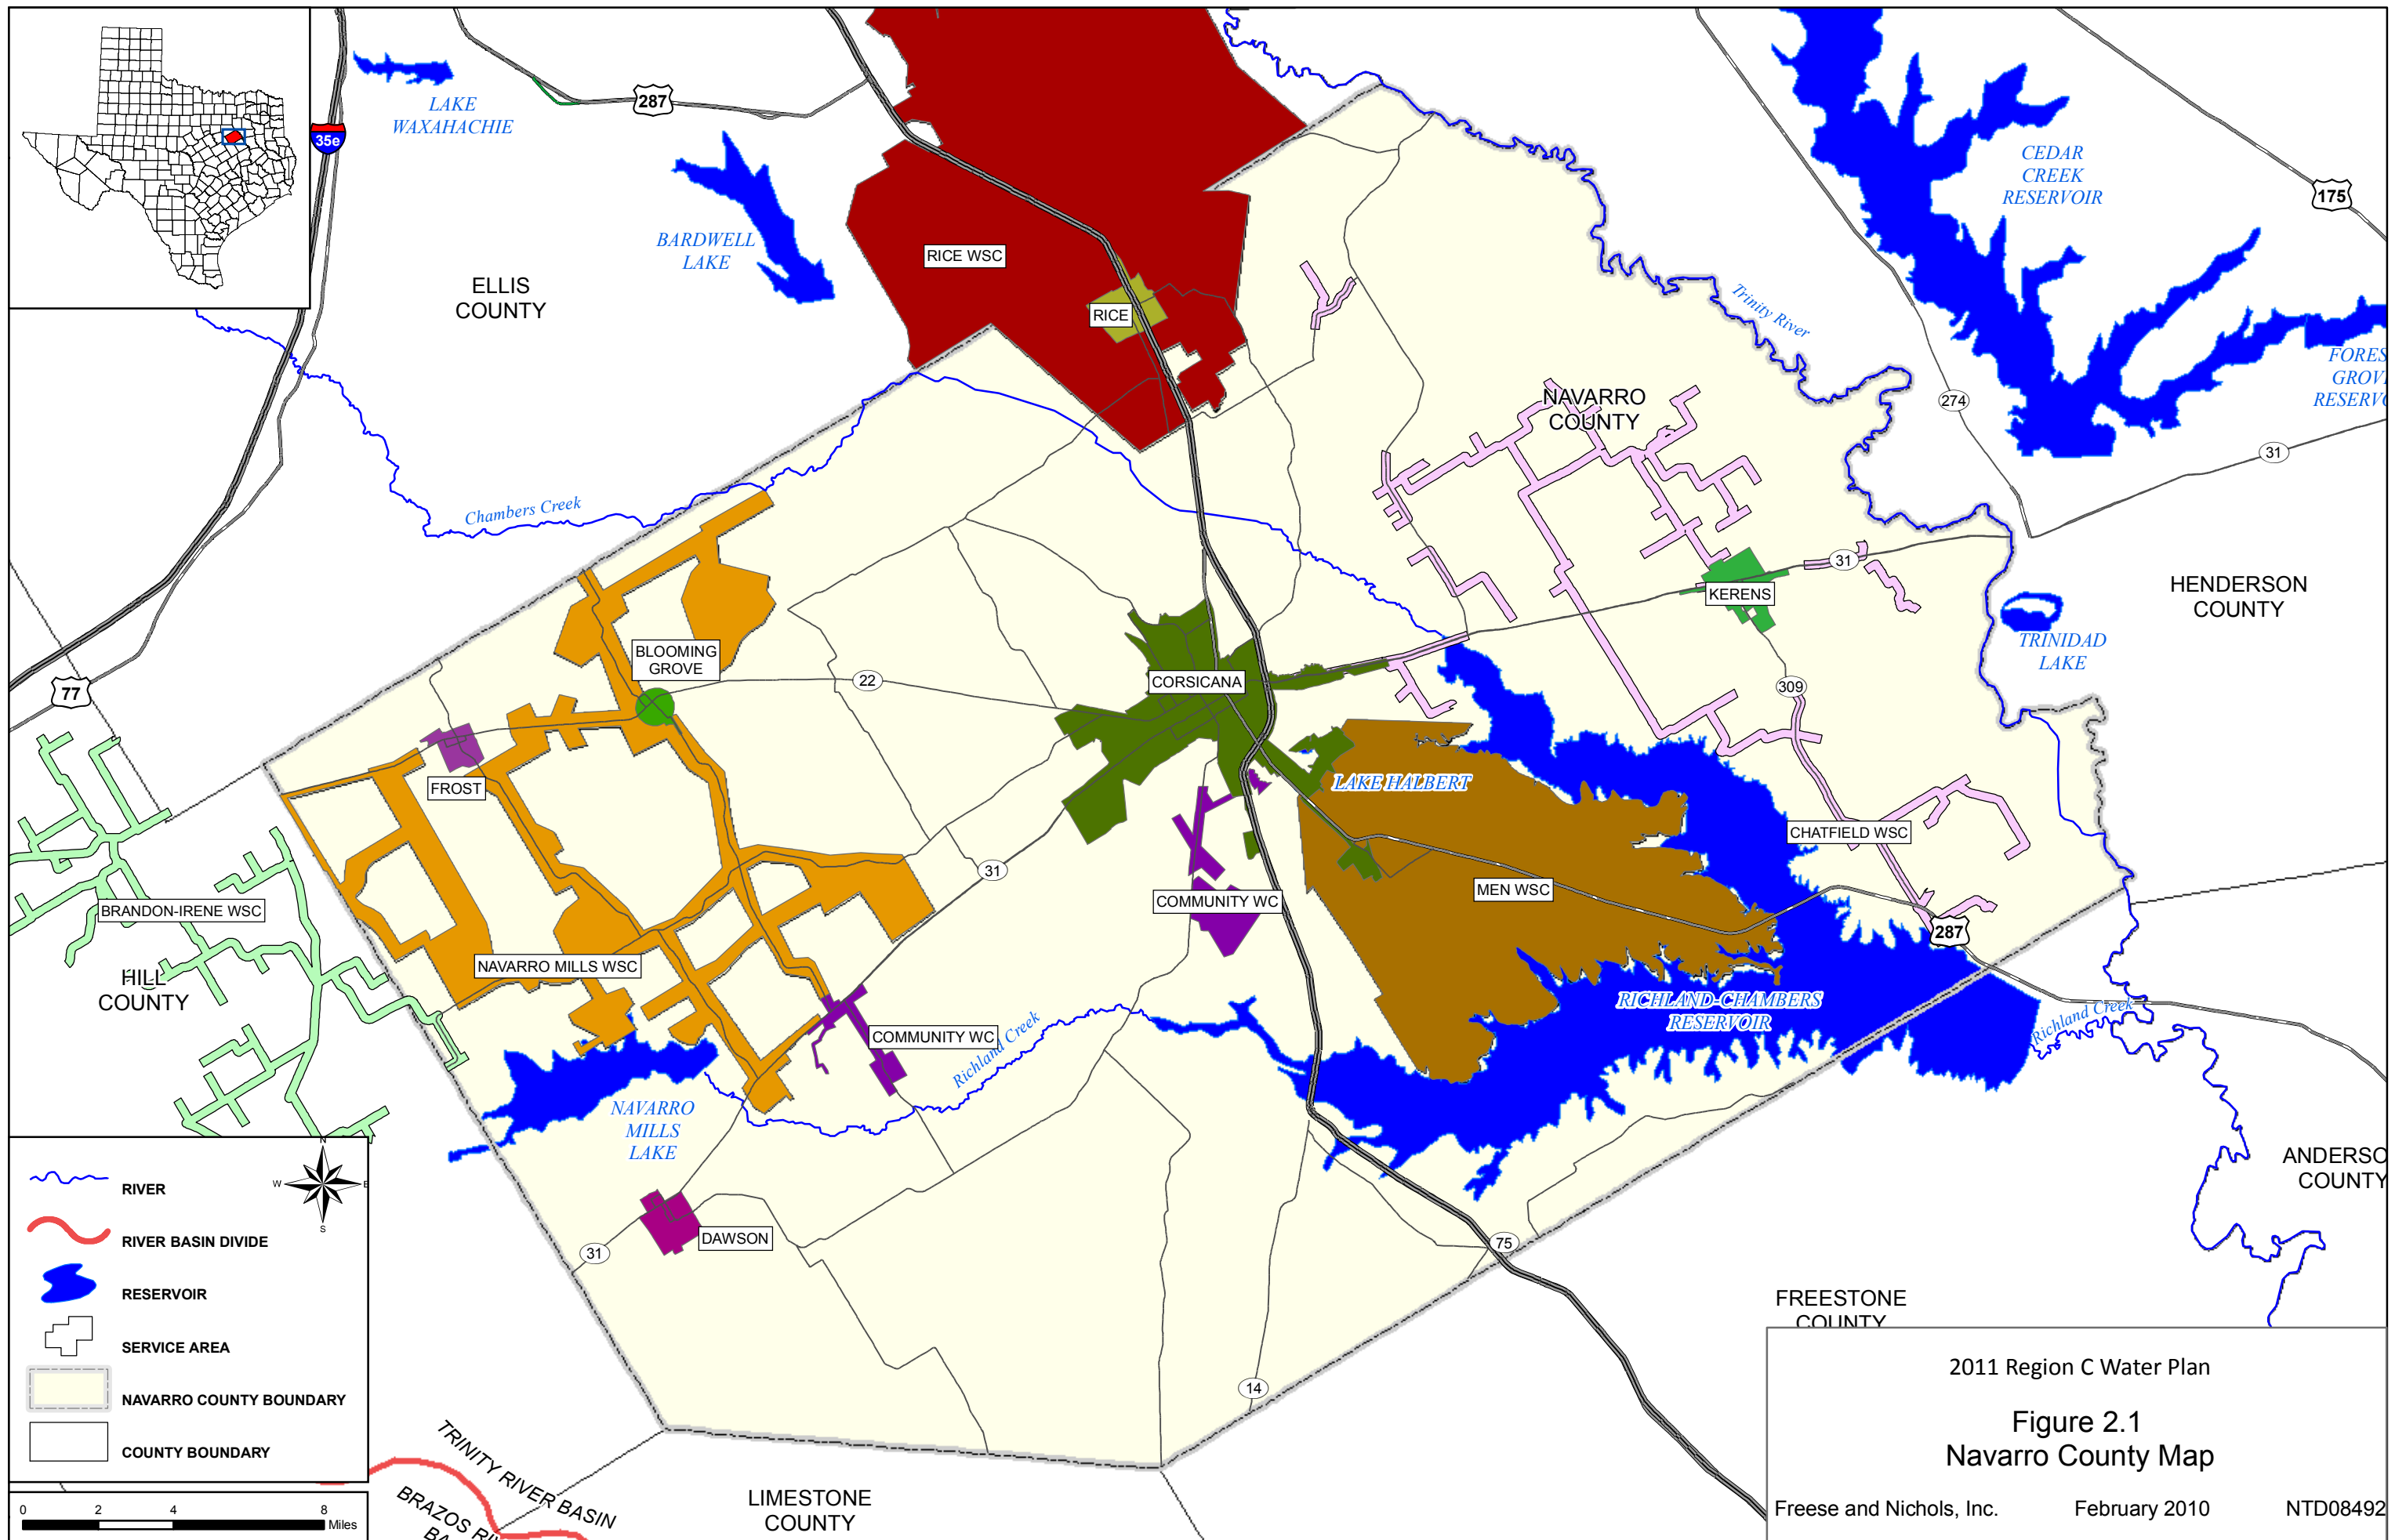 35e
LAKE
WAXAHACHIE
287
BARDWELL
LAKE
ELLIS
COUNTY
RICE WSC
RICE
CEDAR
CREEK
RESERVOIR
175
Trinity River
274
31
NAVARRO
COUNTY
Chambers Creek
31
KERENS
HENDERSON
COUNTY
TRINIDAD
LAKE
BLOOMING
GROVE
22
CORSICANA
77
309
FROST
LAKE HALBERT
CHATFIELD WSC
31
MEN WSC
COMMUNITY WC
BRANDON-IRENE WSC
287
NAVARRO MILLS WSC
HILL
COUNTY
RICHLAND-CHAMBERS
RESERVOIR
Richland Creek
COMMUNITY WC
Richland Creek
NAVARRO
MILLS
LAKE
DAWSON
31
75
14
FREESTONE
COUNTY
LIMESTONE
COUNTY
TRINITY RIVER BASIN
BRAZOS
N
W
E
S
RIVER
RIVER BASIN DIVIDE
RESERVOIR
SERVICE AREA
NAVARRO COUNTY BOUNDARY
COUNTY BOUNDARY
0 2 4 8
Miles
2011 Region C Water Plan
Figure 2.1
Navarro County Map
Freese and Nichols, Inc. February 2010 NTD08492
COUNTY